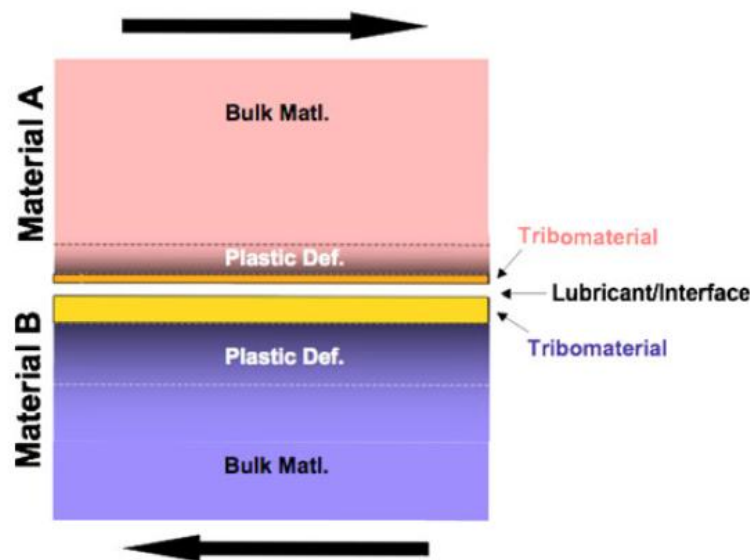 Material A
Bulk Matl.
Plastic Def.
Tribomaterial
Lubricant/Interface
Tribomaterial
Material B
Plastic Def.
Bulk Matl.